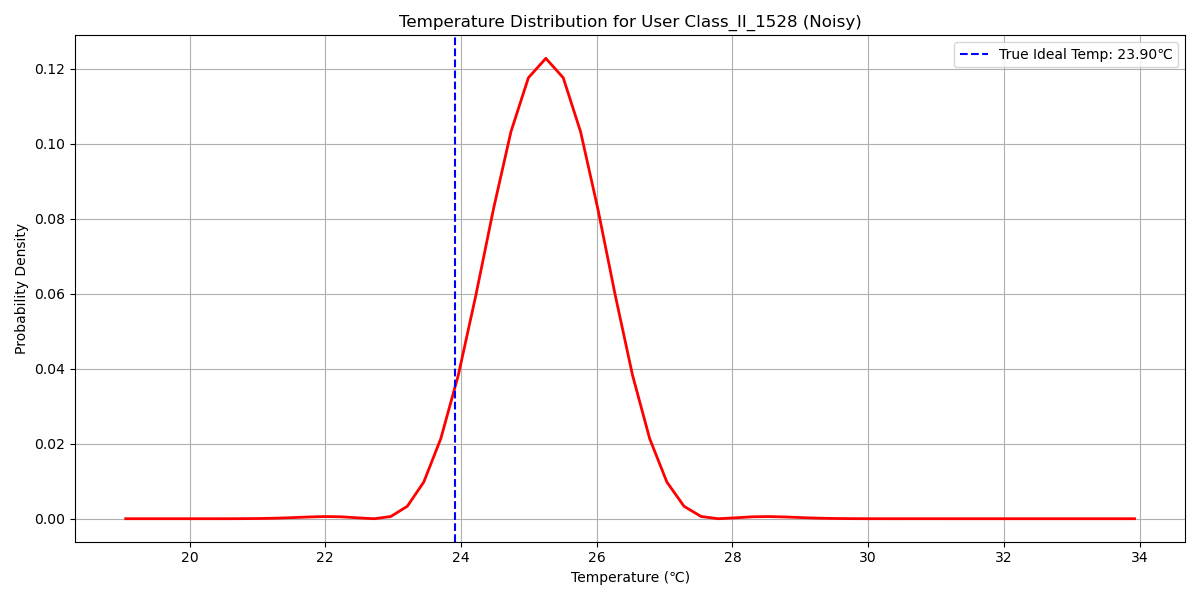 Temperature Distribution for User Class_II_1528 (Noisy)
True Ideal Temp: 23.90℃
Probability Density
0.12
0.10
0.08
0.06
0.04
0.02
0.00
20 22 24 26 28 30 32 34
Temperature (℃)